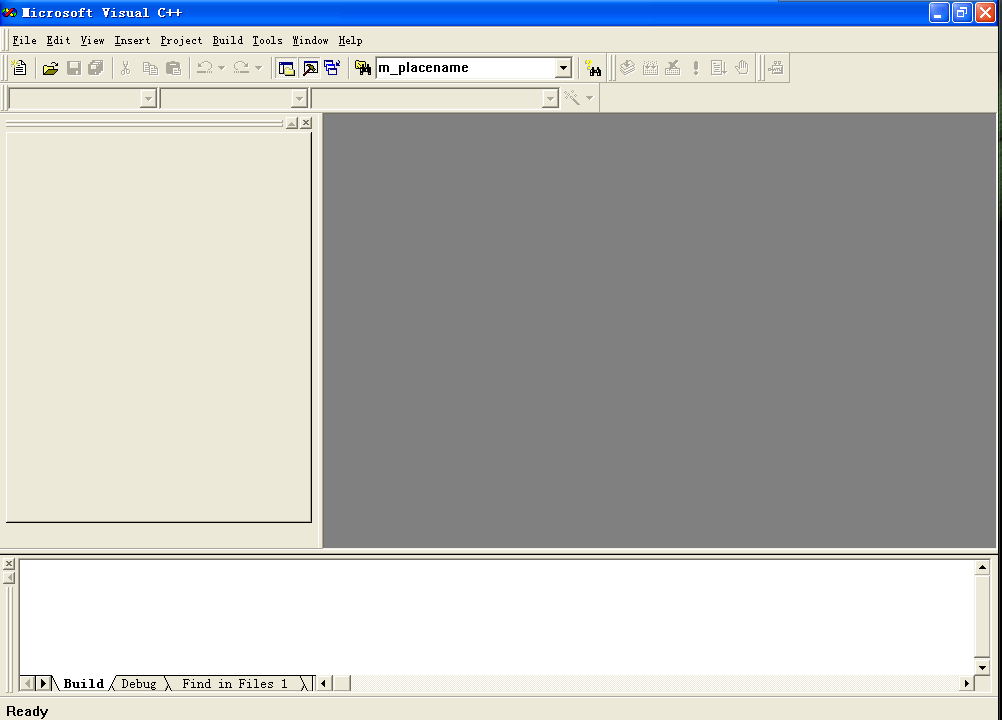 Microsoft Visual C++
File Edit View Insert Project Build Tools Window Help
m_placename
Build Debug Find in Files 1
Ready